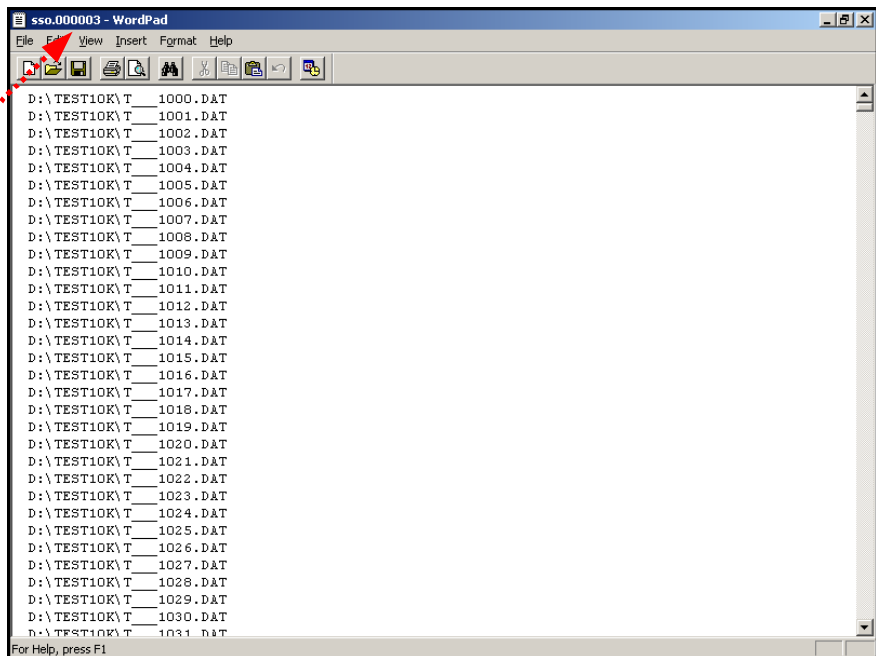 sso.000003 - WordPad
File Edit View Insert Format Help
D:\TEST10K\T___1000.DAT
D:\TEST10K\T___1001.DAT
D:\TEST10K\T___1002.DAT
D:\TEST10K\T___1003.DAT
D:\TEST10K\T___1004.DAT
D:\TEST10K\T___1005.DAT
D:\TEST10K\T___1006.DAT
D:\TEST10K\T___1007.DAT
D:\TEST10K\T___1008.DAT
D:\TEST10K\T___1009.DAT
D:\TEST10K\T___1010.DAT
D:\TEST10K\T___1011.DAT
D:\TEST10K\T___1012.DAT
D:\TEST10K\T___1013.DAT
D:\TEST10K\T___1014.DAT
D:\TEST10K\T___1015.DAT
D:\TEST10K\T___1016.DAT
D:\TEST10K\T___1017.DAT
D:\TEST10K\T___1018.DAT
D:\TEST10K\T___1019.DAT
D:\TEST10K\T___1020.DAT
D:\TEST10K\T___1021.DAT
D:\TEST10K\T___1022.DAT
D:\TEST10K\T___1023.DAT
D:\TEST10K\T___1024.DAT
D:\TEST10K\T___1025.DAT
D:\TEST10K\T___1026.DAT
D:\TEST10K\T___1027.DAT
D:\TEST10K\T___1028.DAT
D:\TEST10K\T___1029.DAT
D:\TEST10K\T___1030.DAT
D:\TEST10K\T___1031.DAT
For Help, press F1